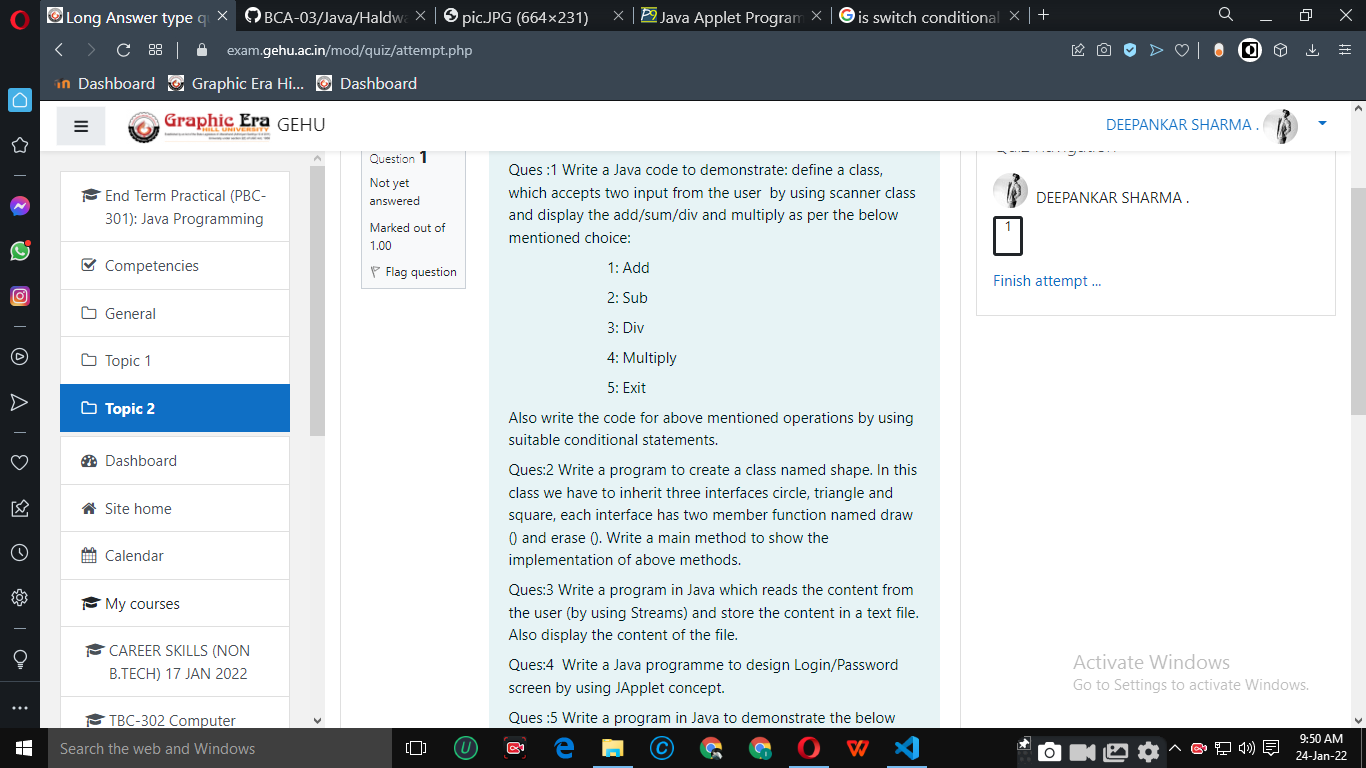 Long Answer type q
BCA-03/Java/Haldwa
pic.JPG (664×231)
Java Applet Program
is switch conditional
exam.gehu.ac.in/mod/quiz/attempt.php
Dashboard
Graphic Era Hi...
Dashboard
Graphic Era
HILL UNIVERSITY
GEHU
DEEPANKAR SHARMA .
End Term Practical (PBC-
301): Java Programming
Competencies
General
Topic 1
Topic 2
Dashboard
Site home
Calendar
My courses
CAREER SKILLS (NON
B.TECH) 17 JAN 2022
TBC-302 Computer
Question 1
Not yet
answered
Marked out of
1.00
Flag question
Ques :1 Write a Java code to demonstrate: define a class,
which accepts two input from the user by using scanner class
and display the add/sum/div and multiply as per the below
mentioned choice:
1: Add
2: Sub
3: Div
4: Multiply
5: Exit
Also write the code for above mentioned operations by using
suitable conditional statements.
Ques:2 Write a program to create a class named shape. In this
class we have to inherit three interfaces circle, triangle and
square, each interface has two member function named draw
() and erase (). Write a main method to show the
implementation of above methods.
Ques:3 Write a program in Java which reads the content from
the user (by using Streams) and store the content in a text file.
Also display the content of the file.
Ques:4 Write a Java programme to design Login/Password
screen by using JApplet concept.
Ques :5 Write a program in Java to demonstrate the below
Quiz navigation
DEEPANKAR SHARMA .
1
Finish attempt ...
Activate Windows
Go to Settings to activate Windows.
Search the web and Windows
9:50 AM
24-Jan-22